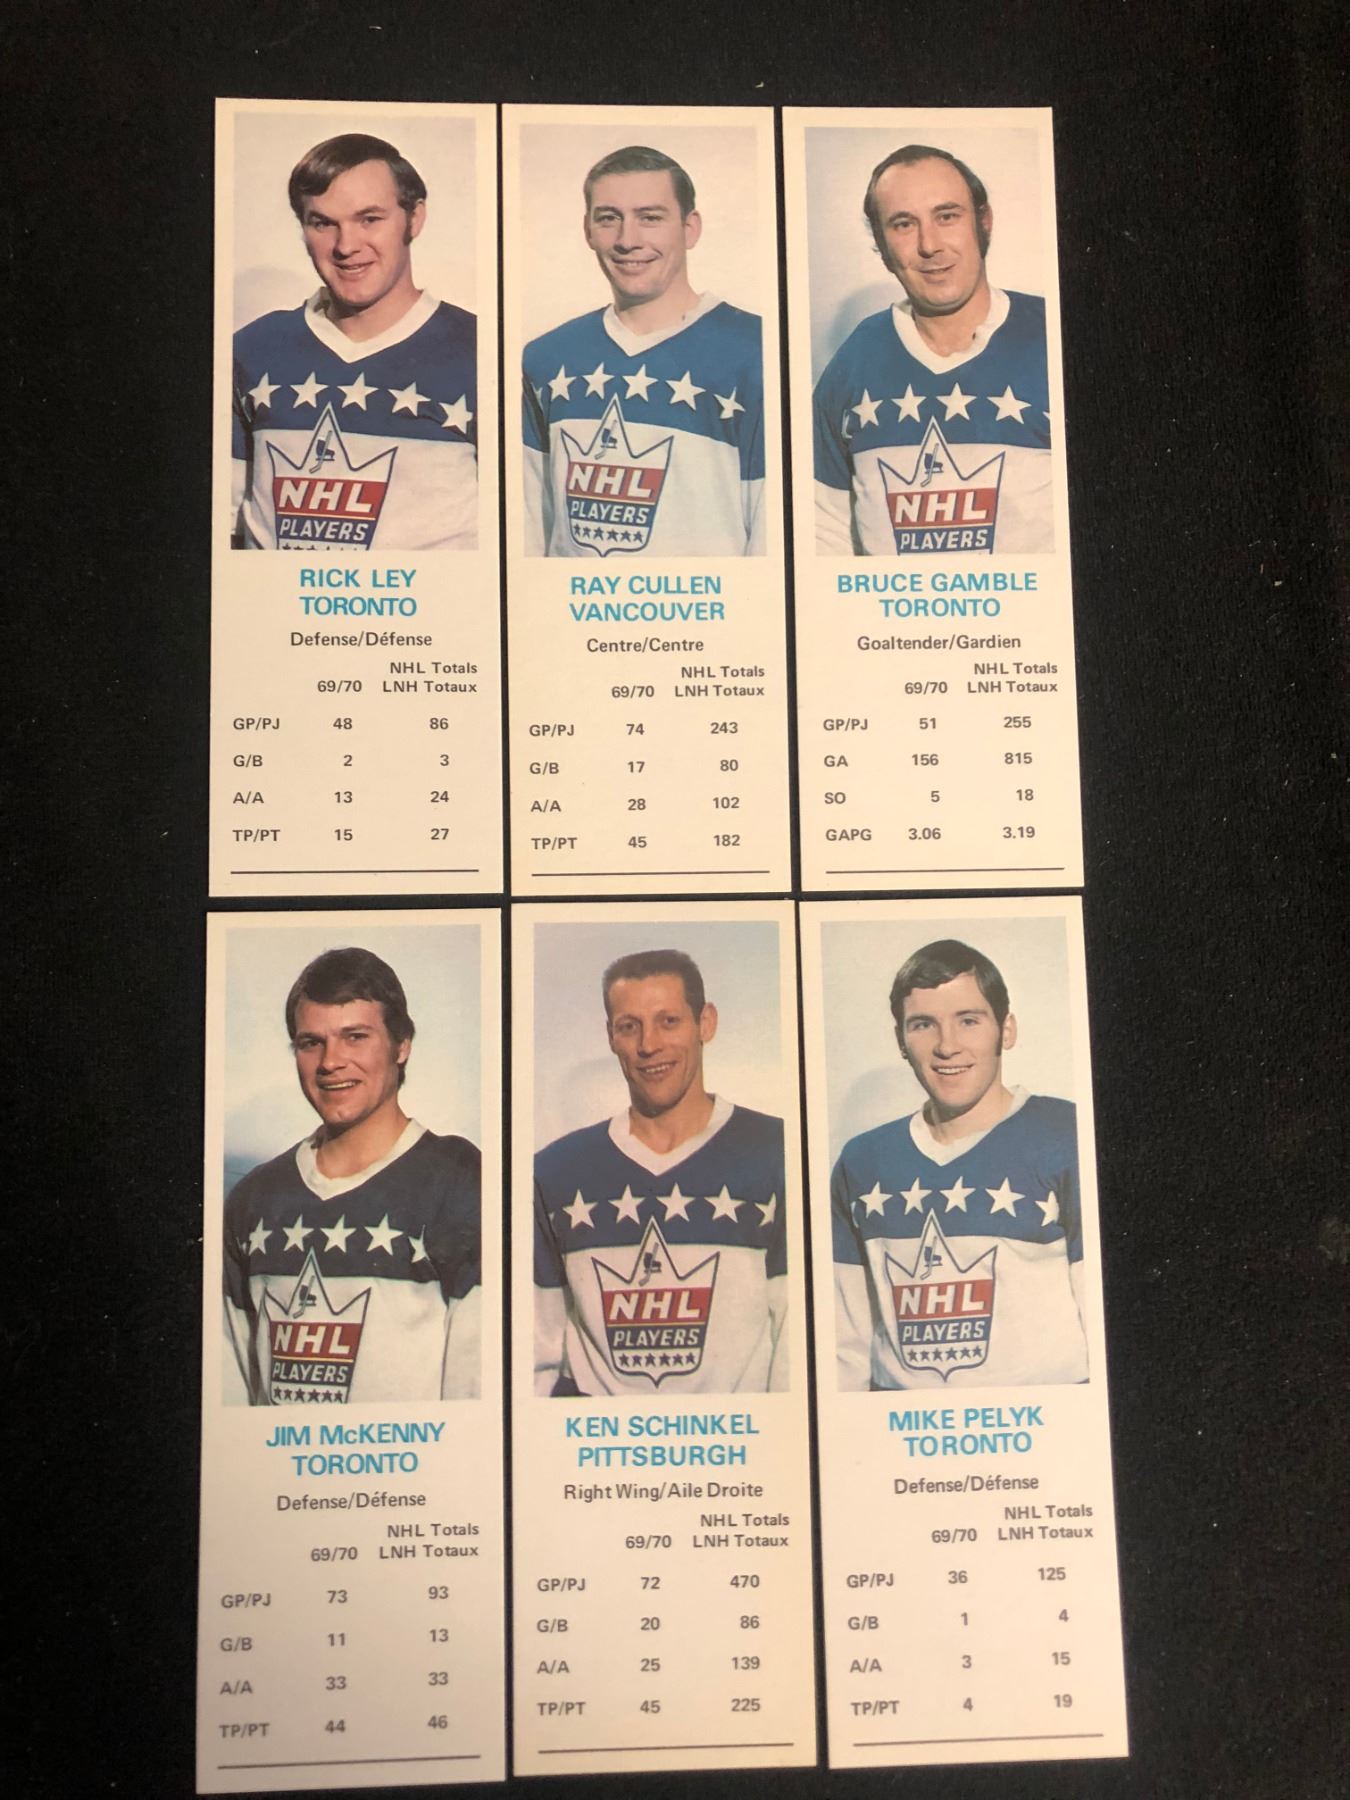 NHL
PLAYERS
RICK LEY
TORONTO
Defense/Défense
NHL Totals
69/70 LNH Totaux
GP/PJ 48 86
G/B 2 3
A/A 13 24
TP/PT 15 27
NHL
PLAYERS
RAY CULLEN
VANCOUVER
Centre/Centre
NHL Totals
69/70 LNH Totaux
GP/PJ 74 243
G/B 17 80
A/A 28 102
TP/PT 45 182
NHL
PLAYERS
BRUCE GAMBLE
TORONTO
Goaltender/Gardien
NHL Totals
69/70 LNH Totaux
GP/PJ 51 255
GA 156 815
SO 5 18
GAPG 3.06 3.19
NHL
PLAYERS
JIM McKENNY
TORONTO
Defense/Défense
NHL Totals
69/70 LNH Totaux
GP/PJ 73 93
G/B 11 13
A/A 33 33
TP/PT 44 46
NHL
PLAYERS
KEN SCHINKEL
PITTSBURGH
Right Wing/Aile Droite
NHL Totals
69/70 LNH Totaux
GP/PJ 72 470
G/B 20 86
A/A 25 139
TP/PT 45 225
NHL
PLAYERS
MIKE PELYK
TORONTO
Defense/Défense
NHL Totals
69/70 LNH Totaux
GP/PJ 36 125
G/B 1 4
A/A 3 15
TP/PT 4 19